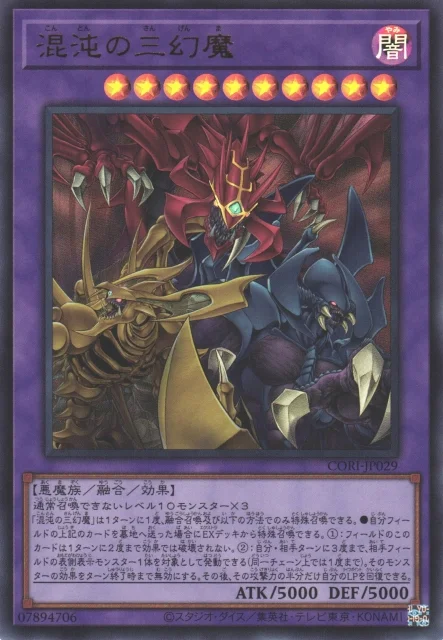 混沌の三幻魔
闇
CORI-JP029
【悪魔族／融合／効果】
通常召喚できないレベル１０モンスター×３
「混沌の三幻魔」は１ターンに１度、融合召喚及び以下の方法でのみ特殊召喚できる。●自分フィー
ルドの上記のカードを墓地へ送った場合にEXデッキから特殊召喚できる。①：フィールドのこの
カードは１ターンに２度まで効果では破壊されない。②：自分・相手ターンに３度まで、相手フィー
ルドの表側表示モンスター１体を対象として発動できる(同一チェーン上では１度まで)。そのモン
スターの効果をターン終了時まで無効にする。その後、その攻撃力の半分だけ自分のLPを回復できる。
ATK/5000 DEF/5000
07894706
©スタジオ・ダイス／集英社・テレビ東京・KONAMI